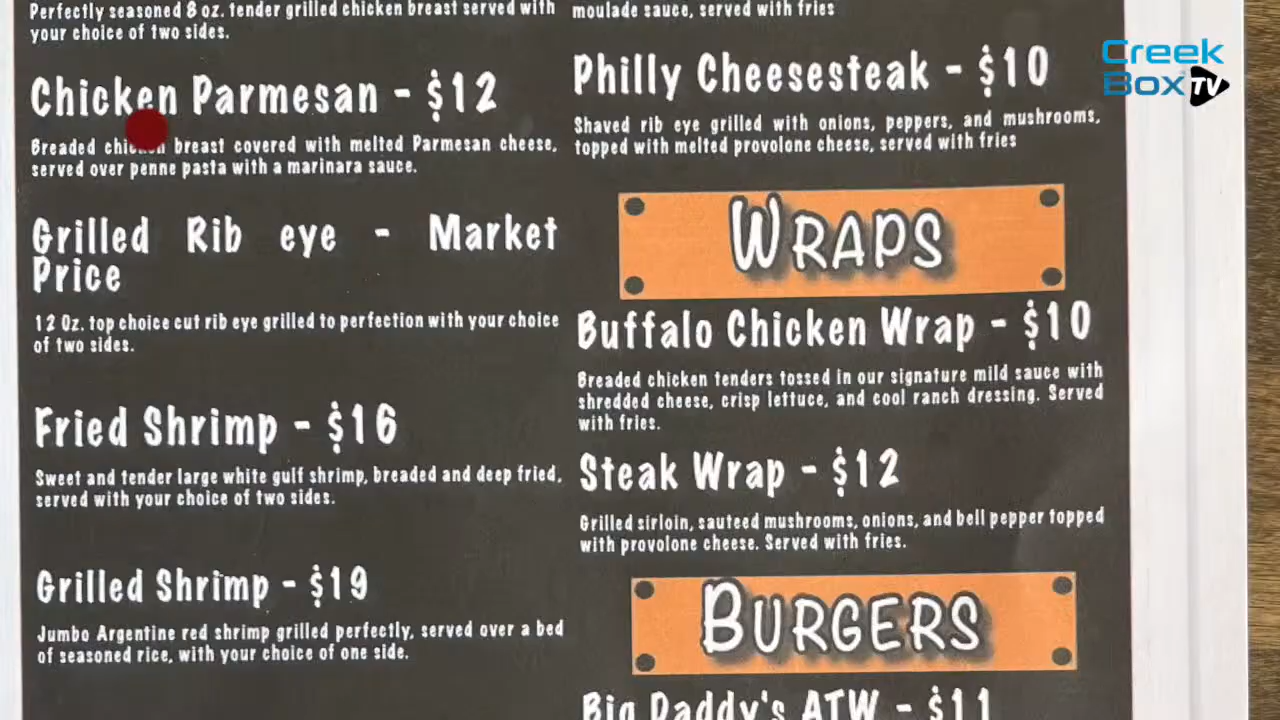 Perfectly seasoned 8 oz. tender grilled chicken breast served with
your choice of two sides.
Chicken Parmesan - $12
Breaded chicken breast covered with melted Parmesan cheese,
served over penne pasta with a marinara sauce.
Grilled Rib eye - Market
Price
12 Oz. top choice cut rib eye grilled to perfection with your choice
of two sides.
Fried Shrimp - $16
Sweet and tender large white gulf shrimp, breaded and deep fried,
served with your choice of two sides.
Grilled Shrimp - $19
Jumbo Argentine red shrimp grilled perfectly, served over a bed
of seasoned rice, with your choice of one side.
moulade sauce, served with fries
Philly Cheesesteak - $10
Shaved rib eye grilled with onions, peppers, and mushrooms,
topped with melted provolone cheese, served with fries
WRAPS
Buffalo Chicken Wrap - $10
Breaded chicken tenders tossed in our signature mild sauce with
shredded cheese, crisp lettuce, and cool ranch dressing. Served
with fries.
Steak Wrap - $12
Grilled sirloin, sauteed mushrooms, onions, and bell pepper topped
with provolone cheese. Served with fries.
BURGERS
Big Daddy's ATW - $11
Creek
Box TV